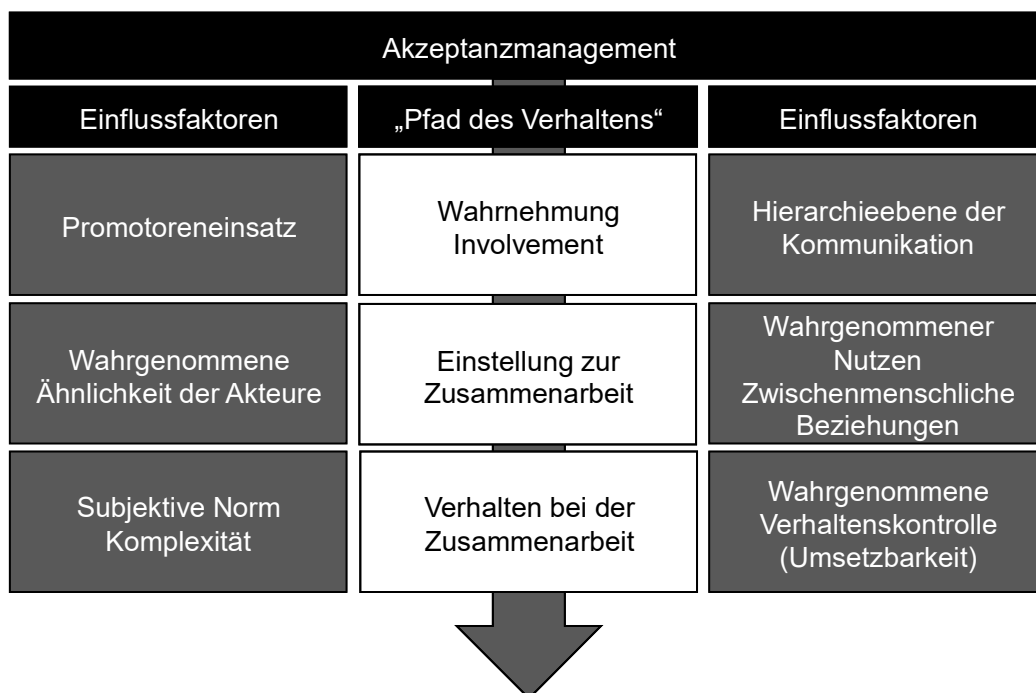 Akzeptanzmanagement
Einflussfaktoren
„Pfad des Verhaltens“
Einflussfaktoren
Promotoreneinsatz
Wahrnehmung
Involvement
Hierarchieebene der
Kommunikation
Wahrgenommene
Ähnlichkeit der Akteure
Einstellung zur
Zusammenarbeit
Wahrgenommener
Nutzen
Zwischenmenschliche
Beziehungen
Subjektive Norm
Komplexität
Verhalten bei der
Zusammenarbeit
Wahrgenommene
Verhaltenskontrolle
(Umsetzbarkeit)